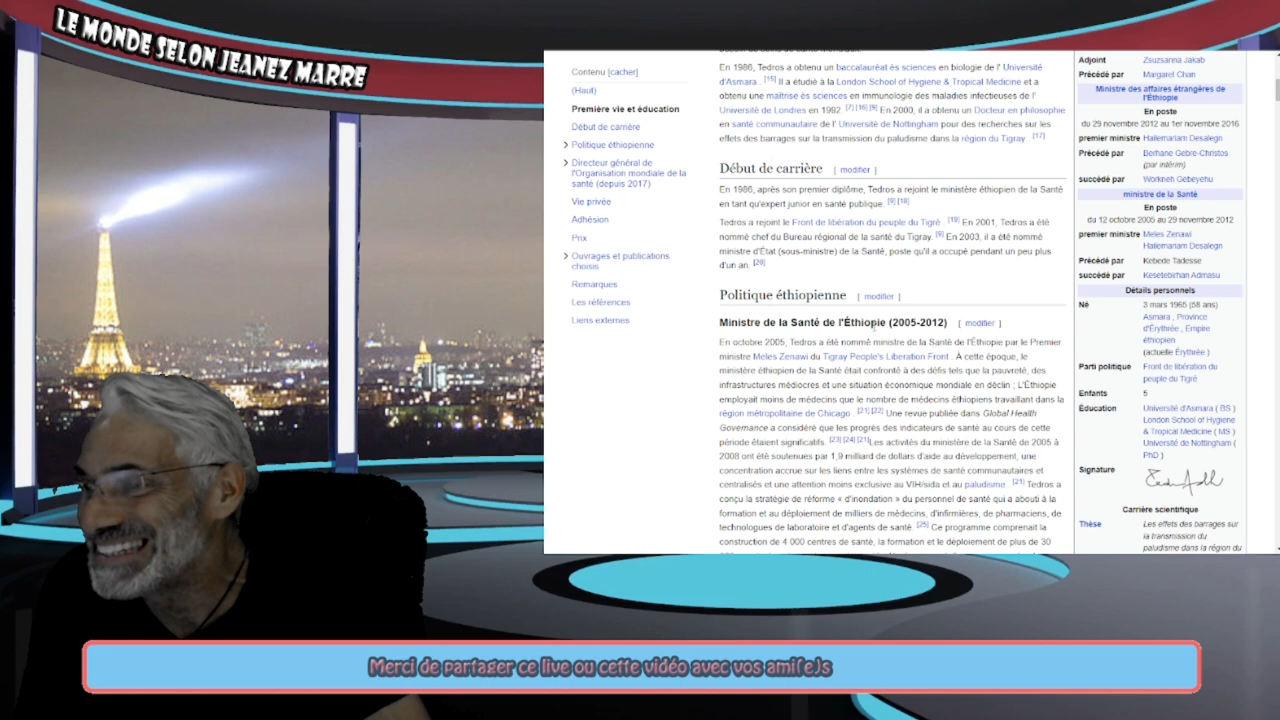 LE MONDE SELON JEANEZ MARRE
Contenu [cacher]
(Haut)
Première vie et éducation
Début de carrière
Politique éthiopienne
Directeur général de
l'Organisation mondiale de la
santé (depuis 2017)
Vie privée
Adhésion
Prix
Ouvrages et publications
choisis
Remarques
Les références
Liens externes
En 1986, Tedros a obtenu un baccalauréat ès sciences en biologie de l' Université
d'Asmara . [15] Il a étudié à la London School of Hygiene & Tropical Medicine et a
obtenu une maîtrise ès sciences en immunologie des maladies infectieuses de l'
Université de Londres en 1992. [7] [16] [9] En 2000, il a obtenu un Docteur en philosophie
en santé communautaire de l' Université de Nottingham pour des recherches sur les
effets des barrages sur la transmission du paludisme dans la région du Tigray . [17]
Début de carrière [ modifier ]
En 1986, après son premier diplôme, Tedros a rejoint le ministère éthiopien de la Santé
en tant qu'expert junior en santé publique. [9] [18]
Tedros a rejoint le Front de libération du peuple du Tigré . [19] En 2001, Tedros a été
nommé chef du Bureau régional de la santé du Tigray. [9] En 2003, il a été nommé
ministre d'État (sous-ministre) de la Santé, poste qu'il a occupé pendant un peu plus
d'un an. [20]
Politique éthiopienne [ modifier ]
Ministre de la Santé de l'Éthiopie (2005-2012) [ modifier ]
En octobre 2005, Tedros a été nommé ministre de la Santé de l'Éthiopie par le Premier
ministre Meles Zenawi du Tigray People's Liberation Front . À cette époque, le
ministère éthiopien de la Santé était confronté à des défis tels que la pauvreté, des
infrastructures médiocres et une situation économique mondiale en déclin ; L'Éthiopie
employait moins de médecins que le nombre de médecins éthiopiens travaillant dans la
région métropolitaine de Chicago . [21] [22] Une revue publiée dans Global Health
Governance a considéré que les progrès des indicateurs de santé au cours de cette
période étaient significatifs. [23] [24] [21] Les activités du ministère de la Santé de 2005 à
2008 ont été soutenues par 1,9 milliard de dollars d'aide au développement, une
concentration accrue sur les liens entre les systèmes de santé communautaires et
centralisés et une attention moins exclusive au VIH/sida et au paludisme . [21] Tedros a
conçu la stratégie de réforme « d'inondation » du personnel de santé qui a abouti à la
formation et au déploiement de milliers de médecins, d'infirmières, de pharmaciens, de
technologues de laboratoire et d'agents de santé. [25] Ce programme comprenait la
construction de 4 000 centres de santé, la formation et le déploiement de plus de 30
Adjoint Zsuzsanna Jakab
Précédé par Margaret Chan
Ministre des affaires étrangères de
l'Éthiopie
En poste
du 29 novembre 2012 au 1er novembre 2016
premier ministre Hailemariam Desalegn
Précédé par Berhane Gebre-Christos
(par intérim)
succédé par Workneh Gebeyehu
ministre de la Santé
En poste
du 12 octobre 2005 au 29 novembre 2012
premier ministre Meles Zenawi
Hailemariam Desalegn
Précédé par Kebede Tadesse
succédé par Kesetebirhan Admasu
Détails personnels
Né 3 mars 1965 (58 ans)
Asmara , Province
d'Érythrée , Empire
éthiopien
(actuelle Érythrée )
Parti politique Front de libération du
peuple du Tigré
Enfants 5
Éducation Université d'Asmara ( BS )
London School of Hygiene
& Tropical Medicine ( MS )
Université de Nottingham (
PhD )
Signature
Carrière scientifique
Thèse Les effets des barrages sur
la transmission du
paludisme dans la région du
Merci de partager ce live ou cette vidéo avec vos ami(e)s